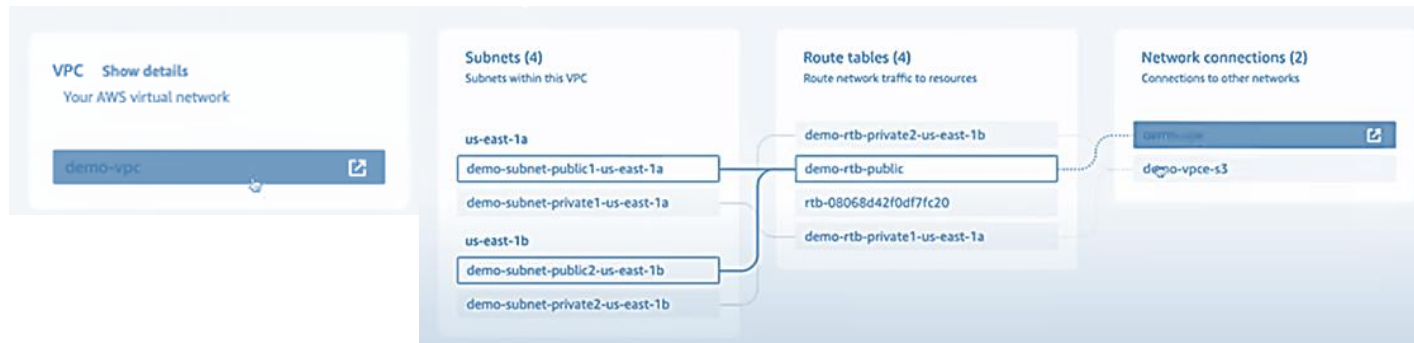 VPC Show details
Your AWS virtual network
demo-vpc
Subnets (4)
Subnets within this VPC
us-east-1a
demo-subnet-public1-us-east-1a
demo-subnet-private1-us-east-1a
us-east-1b
demo-subnet-public2-us-east-1b
demo-subnet-private2-us-east-1b
Route tables (4)
Route network traffic to resources
demo-rtb-private2-us-east-1b
demo-rtb-public
rtb-08068d42f0df7fc20
demo-rtb-private1-us-east-1a
Network connections (2)
Connections to other networks
demo-vpce-s3